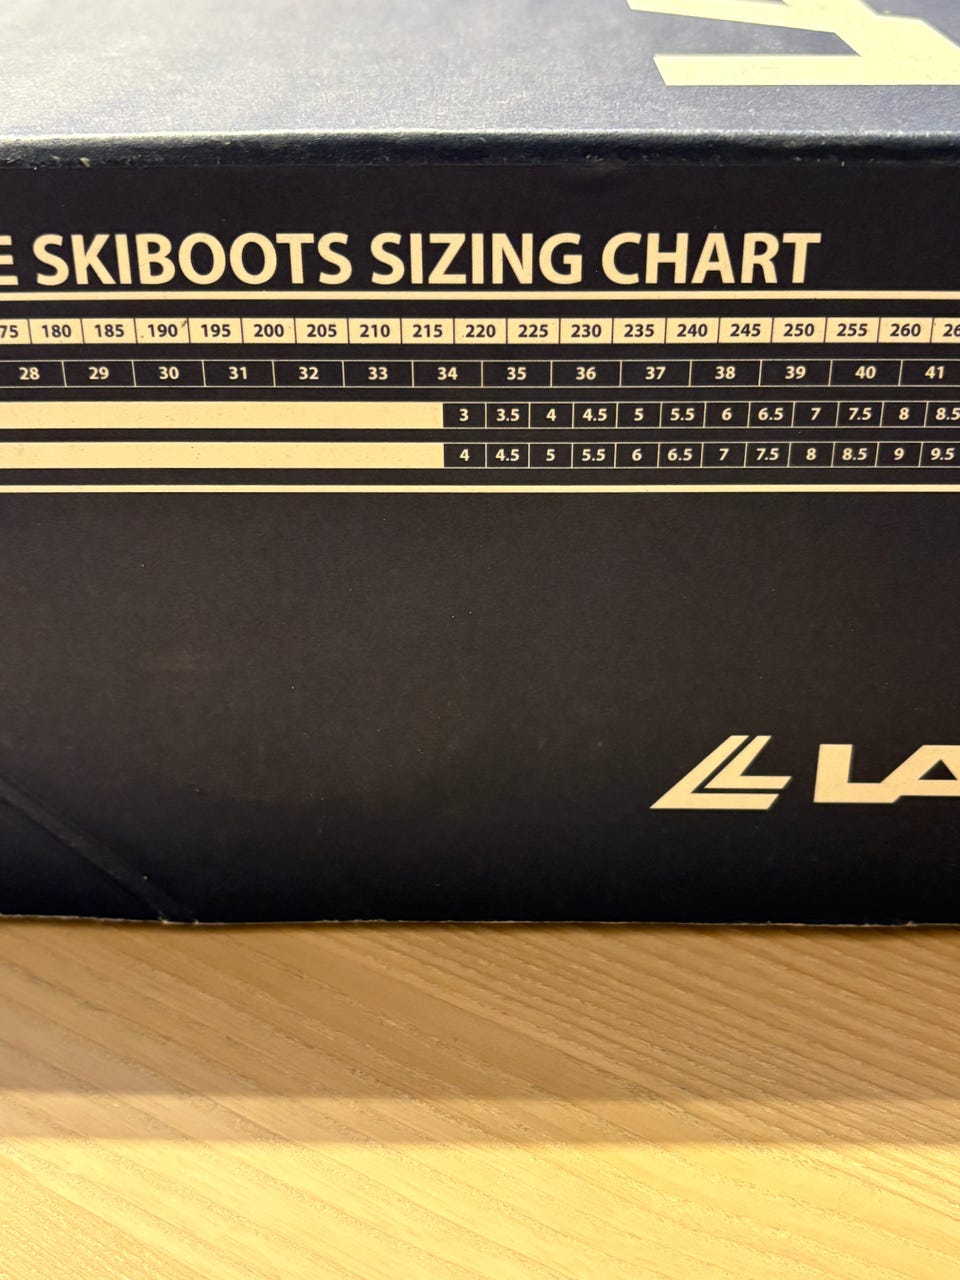 E SKIBOOTS SIZING CHART
75 180 185 190 195 200 205 210 215 220 225 230 235 240 245 250 255 260 26
28 29 30 31 32 33 34 35 36 37 38 39 40 41
3 3.5 4 4.5 5 5.5 6 6.5 7 7.5 8 8.5
4 4.5 5 5.5 6 6.5 7 7.5 8 8.5 9 9.5
LA